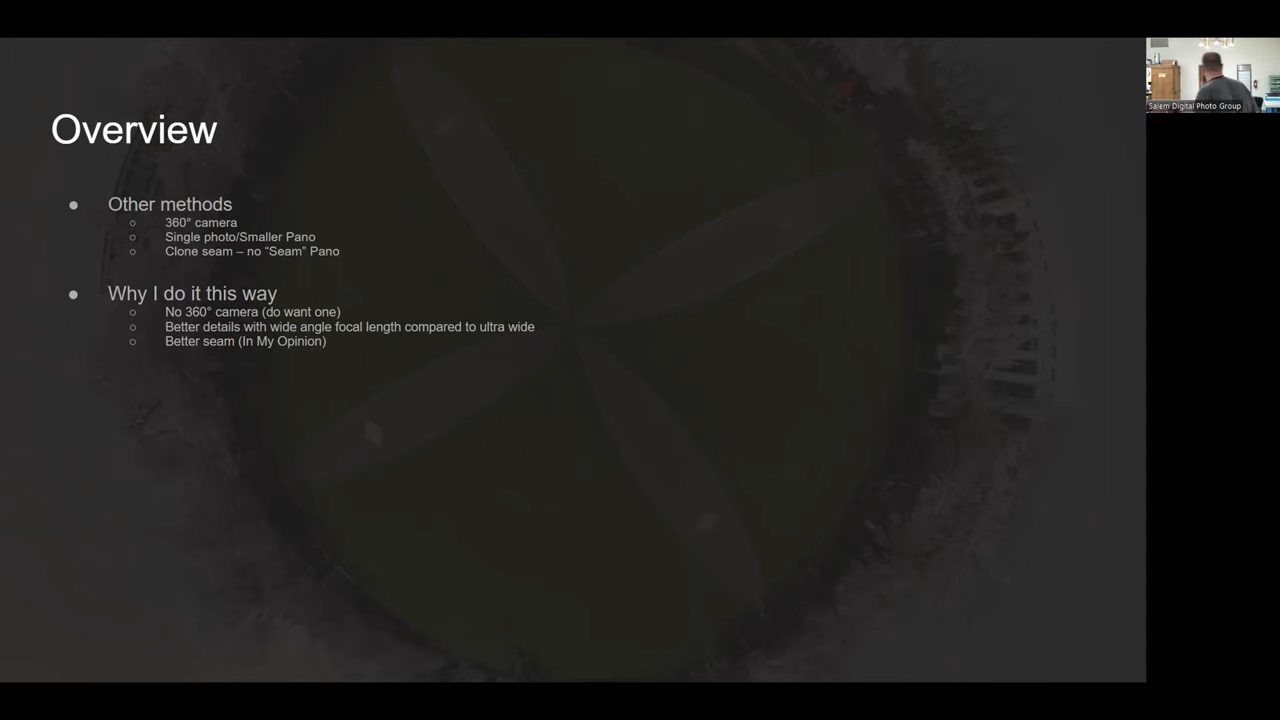 Overview
● Other methods
○ 360° camera
○ Single photo/Smaller Pano
○ Clone seam – no “Seam” Pano
● Why I do it this way
○ No 360° camera (do want one)
○ Better details with wide angle focal length compared to ultra wide
○ Better seam (In My Opinion)
Salem Digital Photo Group